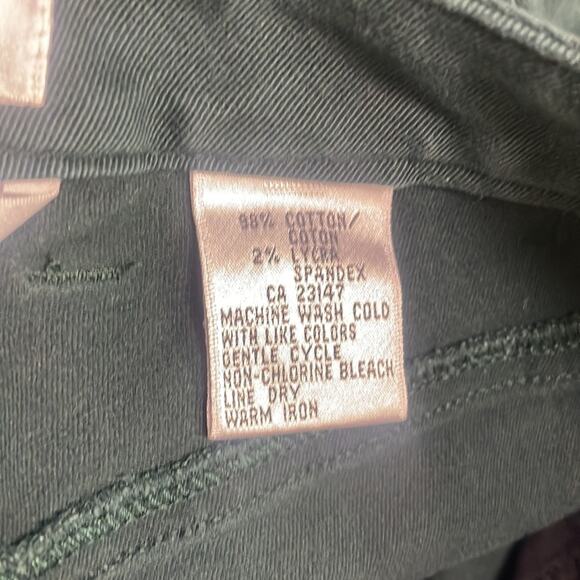 98% COTTON/
COTON
2% LYCRA
SPANDEX
CA 23147
MACHINE WASH COLD
WITH LIKE COLORS
GENTLE CYCLE
NON-CHLORINE BLEACH
LINE DRY
WARM IRON